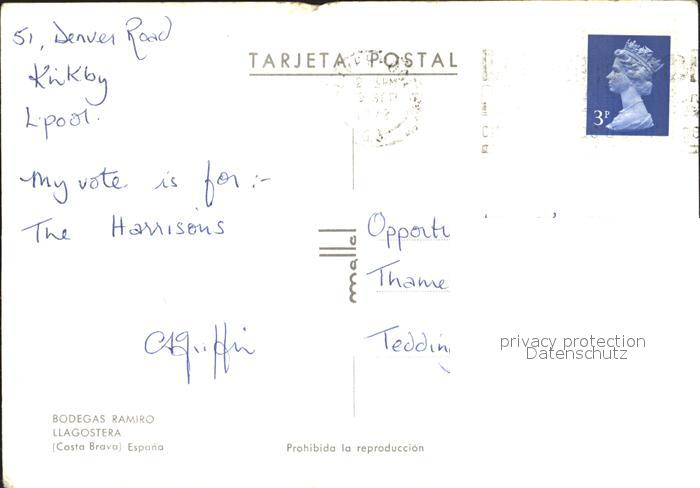 51, Denver Road
Kirkby
L'pool.
TARJETA POSTAL
3P
My vote is for:-
The Harrisons
mallal
Opportu
Thame
Tedding
privacy protection
Datenschutz
BODEGAS RAMIRO
LLAGOSTERA
(Costa Brava) España
Prohibida la reproducción